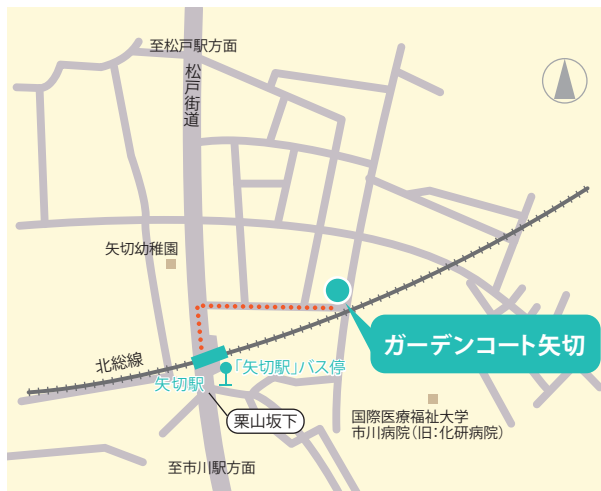 至松戸駅方面
松戸街道
矢切幼稚園
ガーデンコート矢切
北総線
「矢切駅」バス停
矢切駅
栗山坂下
国際医療福祉大学
市川病院（旧：化研病院）
至市川駅方面